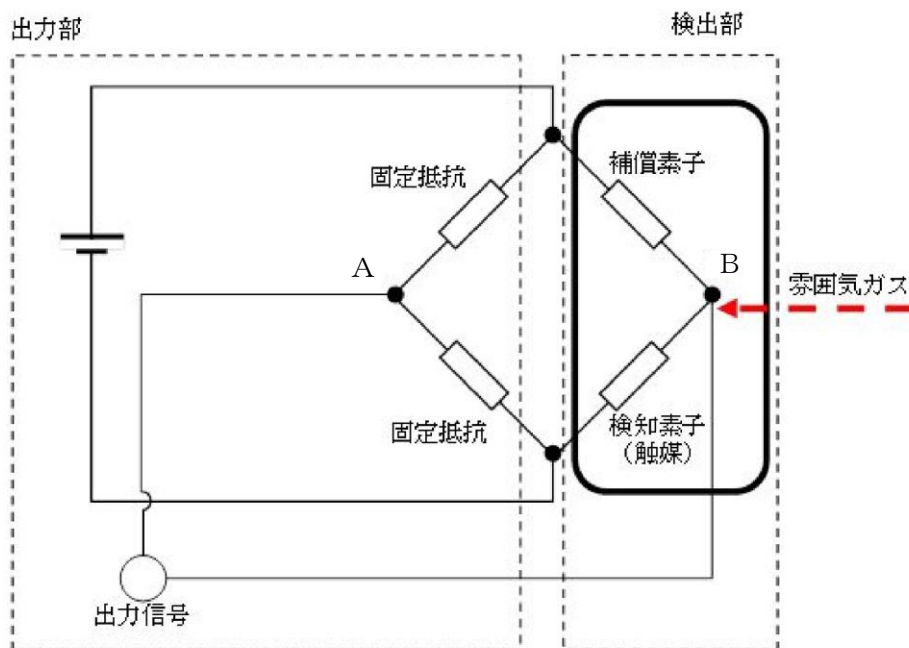 出力部
検出部
固定抵抗
補償素子
A
B
雰囲気ガス
固定抵抗
検知素子
（触媒）
出力信号